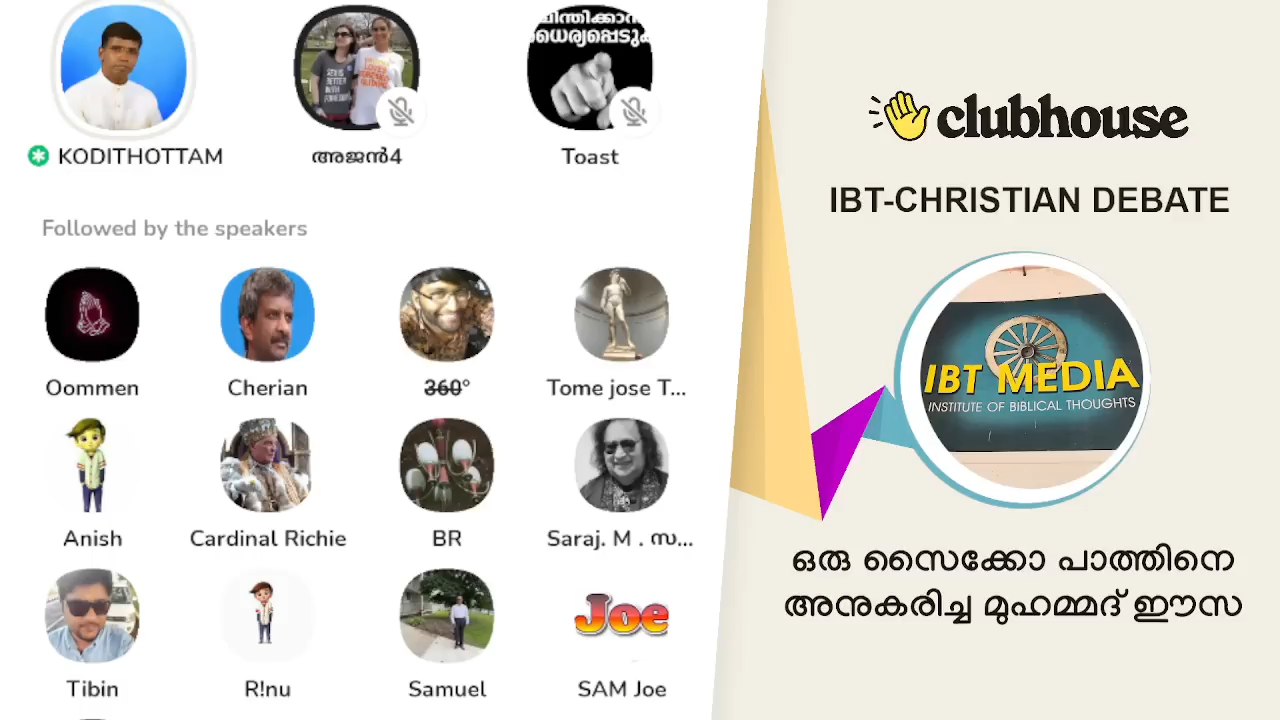 ചിന്തിക്കാൻ
ധൈര്യപ്പെടുക
KODITHOTTAM
അജൻ4
Toast
Followed by the speakers
Oommen
Cherian
360°
Tome jose T...
Anish
Cardinal Richie
BR
Saraj. M . സ...
Joe
Tibin
R!nu
Samuel
SAM Joe
clubhouse
IBT-CHRISTIAN DEBATE
IBT MEDIA
INSTITUTE OF BIBLICAL THOUGHTS
ഒരു സൈക്കോ പാത്തിനെ
അനുകരിച്ച മുഹമ്മദ് ഈസ